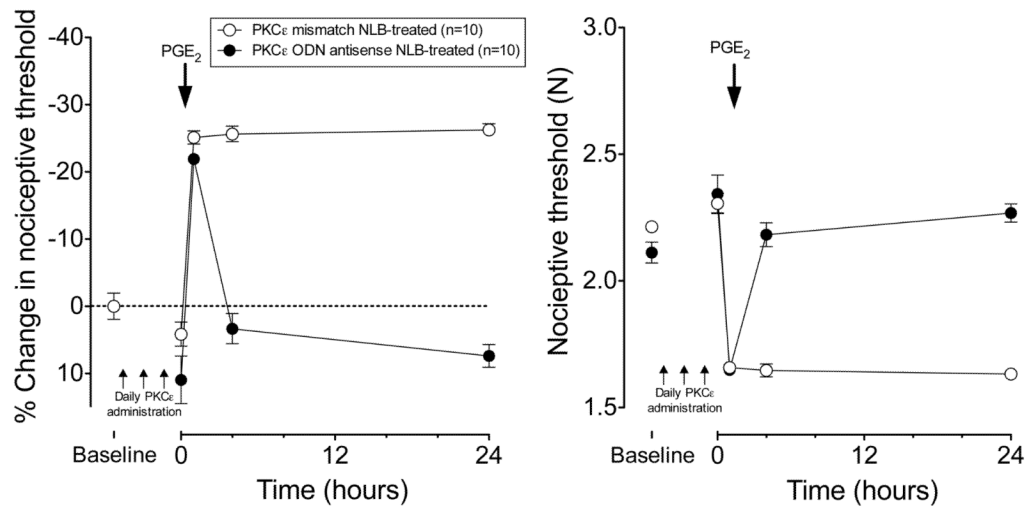 PKCε mismatch NLB-treated (n=10)
PKCε ODN antisense NLB-treated (n=10)
% Change in nociceptive threshold
-40
-30
-20
-10
0
10
PGE2
Daily PKCε
administration
Baseline
0
12
24
Time (hours)
Nocieptive threshold (N)
3.0
2.5
2.0
1.5
PGE2
Daily PKCε
administration
Baseline
0
12
24
Time (hours)